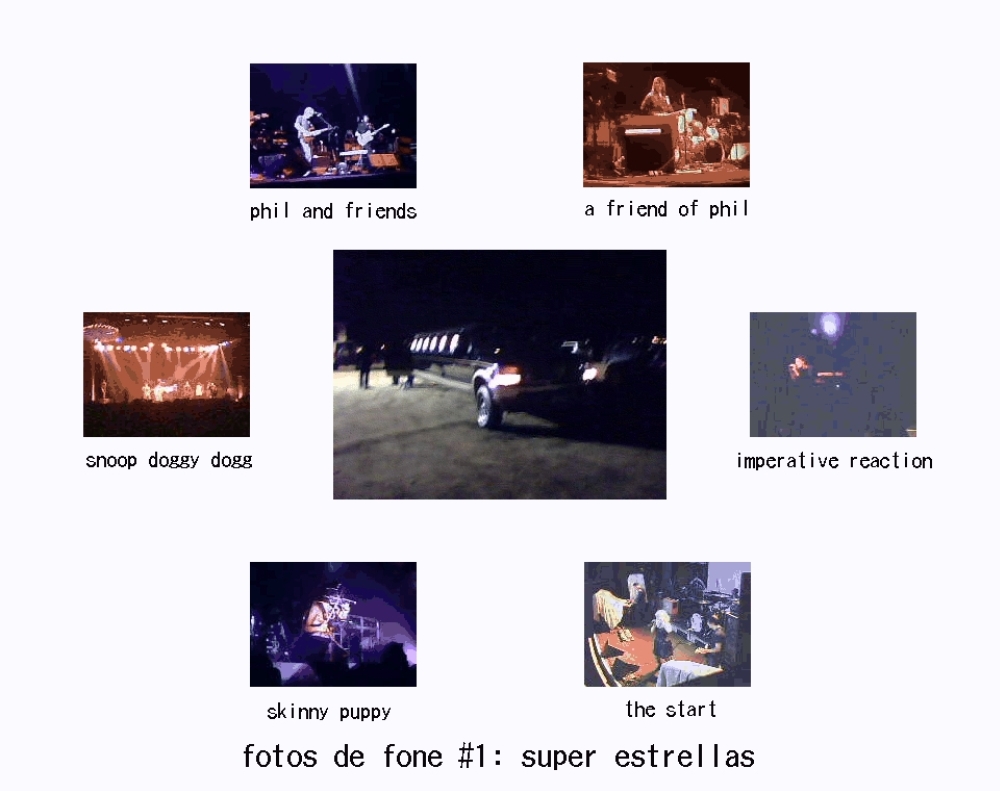 phil and friends
a friend of phil
snoop doggy dogg
imperative reaction
skinny puppy
the start
fotos de fone #1: super estrellas